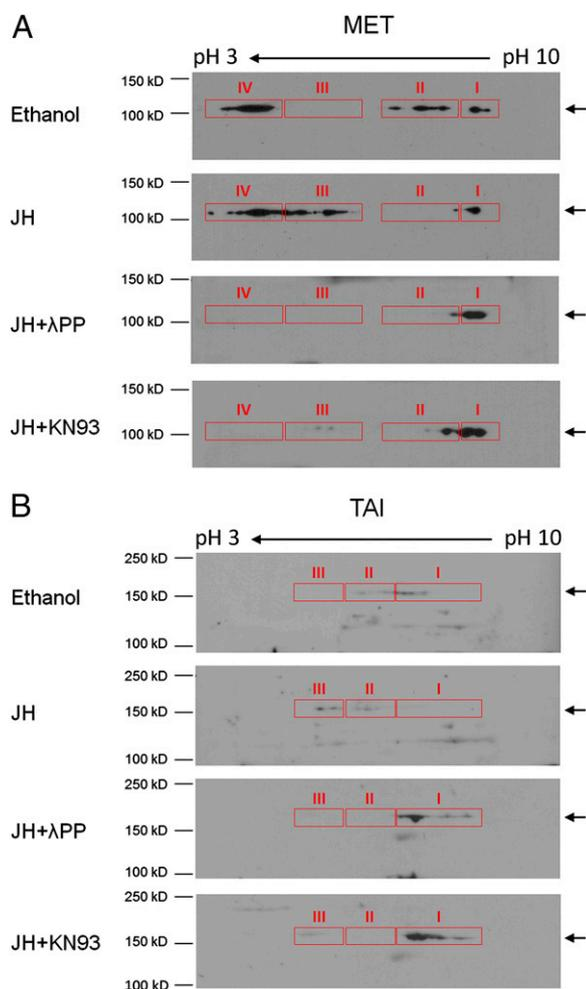 A
MET
pH 3 pH 10
150 kD
100 kD
Ethanol
IV III II I
150 kD
100 kD
JH
IV III II I
150 kD
100 kD
JH+λPP
IV III II I
150 kD
100 kD
JH+KN93
IV III II I
B
TAI
pH 3 pH 10
250 kD
150 kD
100 kD
Ethanol
III II I
250 kD
150 kD
100 kD
JH
III II I
250 kD
150 kD
100 kD
JH+λPP
III II I
250 kD
150 kD
100 kD
JH+KN93
III II I